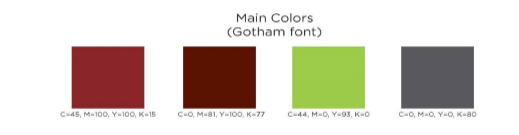 Main Colors
(Gotham font)
C=45, M=100, Y=100, K=15
C=0, M=81, Y=100, K=77
C=44, M=0, Y=93, K=0
C=0, M=0, Y=0, K=80